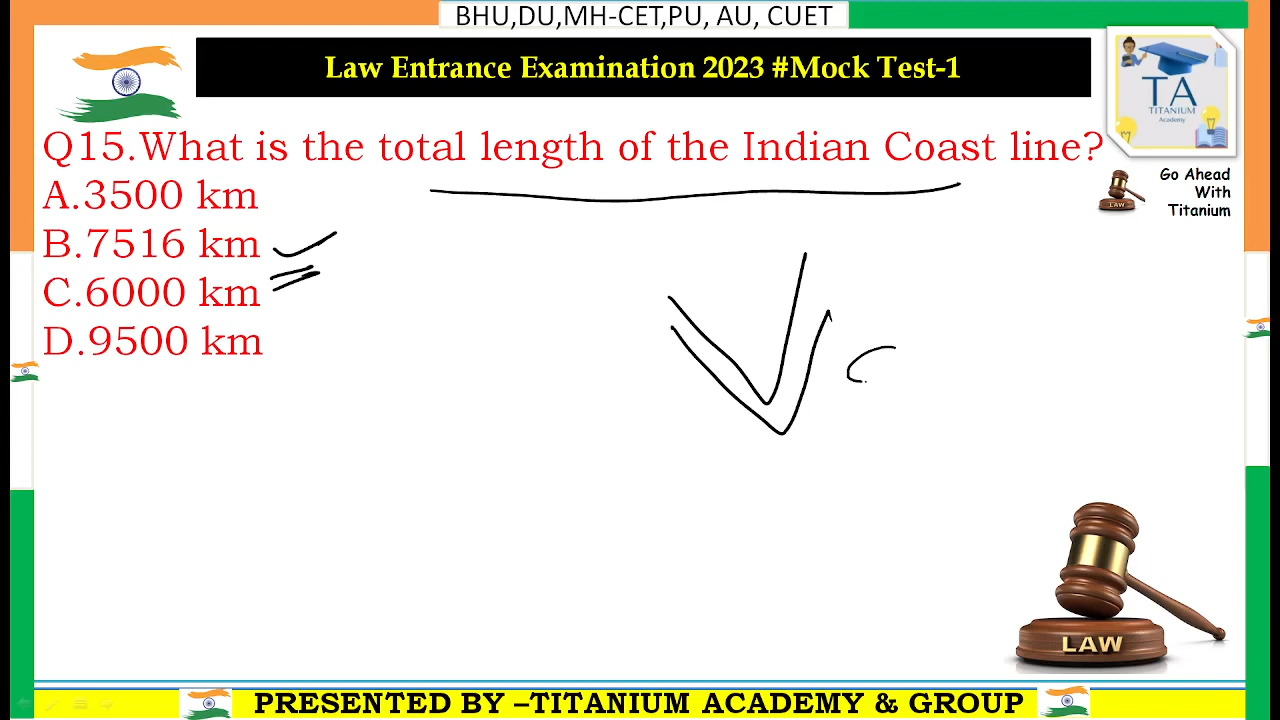 BHU,DU,MH-CET,PU, AU, CUET
Law Entrance Examination 2023 #Mock Test-1
TA
TITANIUM
Academy
Go Ahead
With
Titanium
LAW
Q15.What is the total length of the Indian Coast line?
A.3500 km
B.7516 km
C.6000 km
D.9500 km
LAW
PRESENTED BY –TITANIUM ACADEMY & GROUP